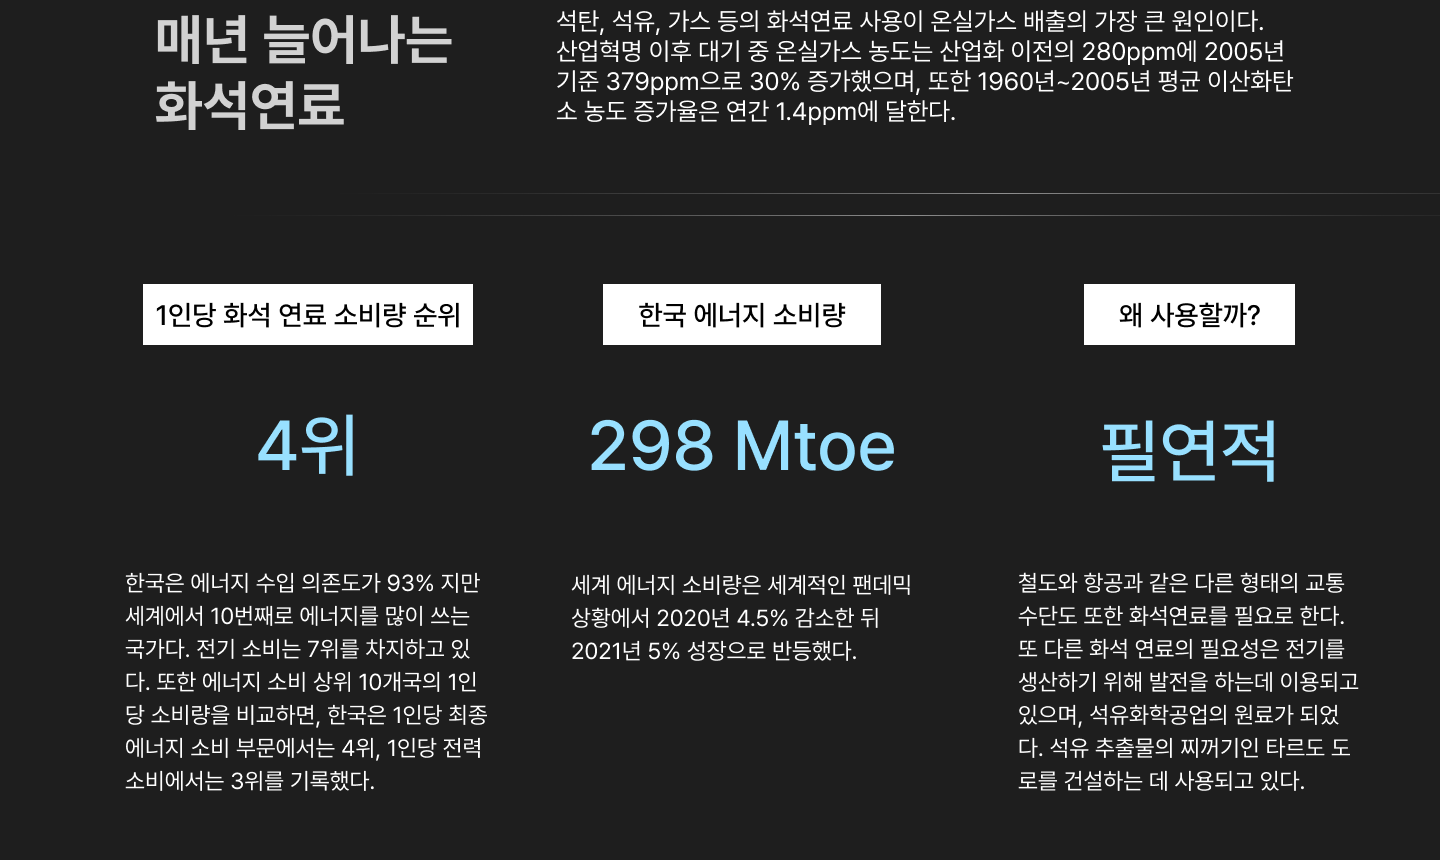 매년 늘어나는
화석연료
석탄, 석유, 가스 등의 화석연료 사용이 온실가스 배출의 가장 큰 원인이다.
산업혁명 이후 대기 중 온실가스 농도는 산업화 이전의 280ppm에 2005년
기준 379ppm으로 30% 증가했으며, 또한 1960년~2005년 평균 이산화탄
소 농도 증가율은 연간 1.4ppm에 달한다.
1인당 화석 연료 소비량 순위
4위
한국은 에너지 수입 의존도가 93% 지만
세계에서 10번째로 에너지를 많이 쓰는
국가다. 전기 소비는 7위를 차지하고 있
다. 또한 에너지 소비 상위 10개국의 1인
당 소비량을 비교하면, 한국은 1인당 최종
에너지 소비 부문에서는 4위, 1인당 전력
소비에서는 3위를 기록했다.
한국 에너지 소비량
298 Mtoe
세계 에너지 소비량은 세계적인 팬데믹
상황에서 2020년 4.5% 감소한 뒤
2021년 5% 성장으로 반등했다.
왜 사용할까?
필연적
철도와 항공과 같은 다른 형태의 교통
수단도 또한 화석연료를 필요로 한다.
또 다른 화석 연료의 필요성은 전기를
생산하기 위해 발전을 하는데 이용되고
있으며, 석유화학공업의 원료가 되었
다. 석유 추출물의 찌꺼기인 타르도 도
로를 건설하는 데 사용되고 있다.